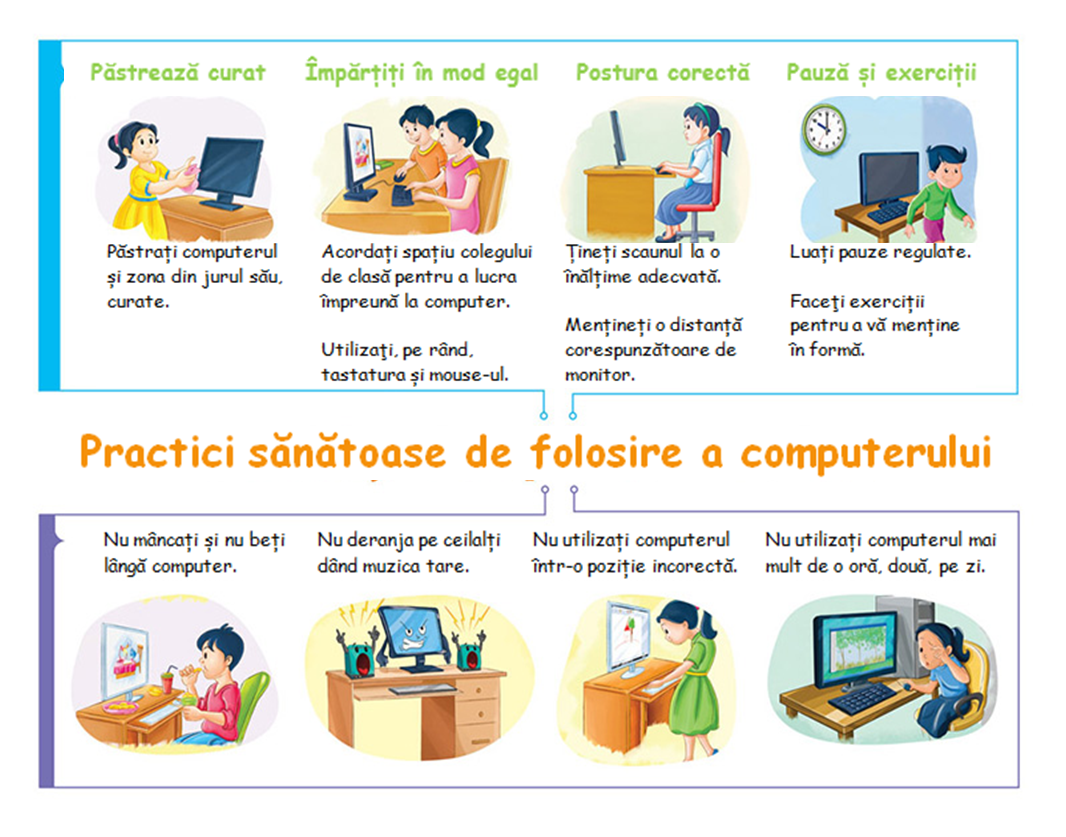 Păstrează curat
Împărțiți în mod egal
Postura corectă
Pauză și exerciții
Păstrați computerul
și zona din jurul său,
curate.
Acordați spațiu colegului
de clasă pentru a lucra
împreună la computer.
Utilizaţi, pe rând,
tastatura și mouse-ul.
Țineți scaunul la o
înălțime adecvată.
Mențineți o distanță
corespunzătoare de
monitor.
Luați pauze regulate.
Faceţi exerciții
pentru a vă menține
în formă.
Practici sănătoase de folosire a computerului
Nu mâncați și nu beți
lângă computer.
Nu deranja pe ceilalți
dând muzica tare.
Nu utilizați computerul
într-o poziție incorectă.
Nu utilizați computerul mai
mult de o oră, două, pe zi.